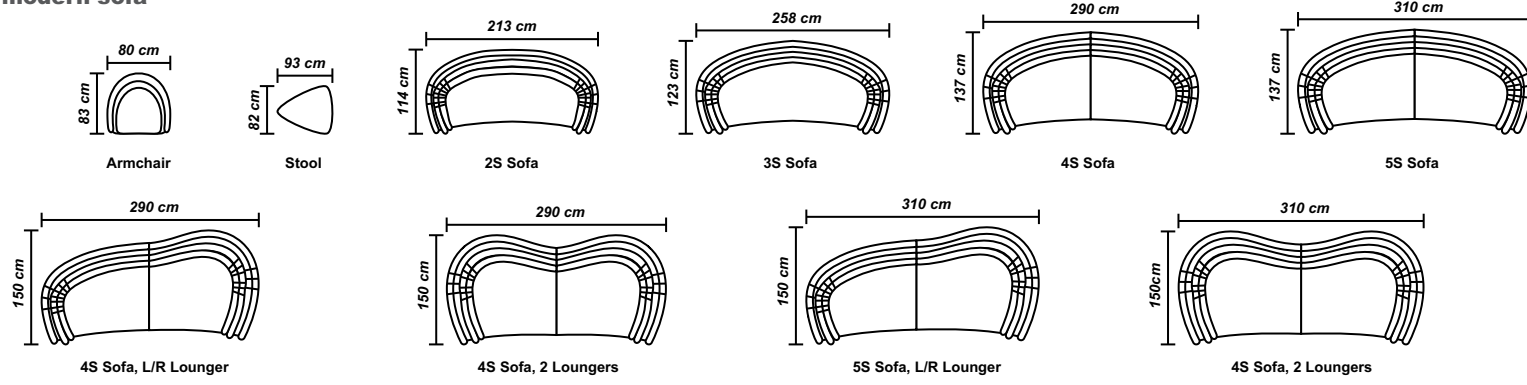 modern sofa
80 cm
83 cm
Armchair
93 cm
82 cm
Stool
213 cm
114 cm
2S Sofa
258 cm
123 cm
3S Sofa
290 cm
137 cm
4S Sofa
310 cm
137 cm
5S Sofa
290 cm
150 cm
4S Sofa, L/R Lounger
290 cm
150 cm
4S Sofa, 2 Loungers
310 cm
150 cm
5S Sofa, L/R Lounger
310 cm
150cm
4S Sofa, 2 Loungers